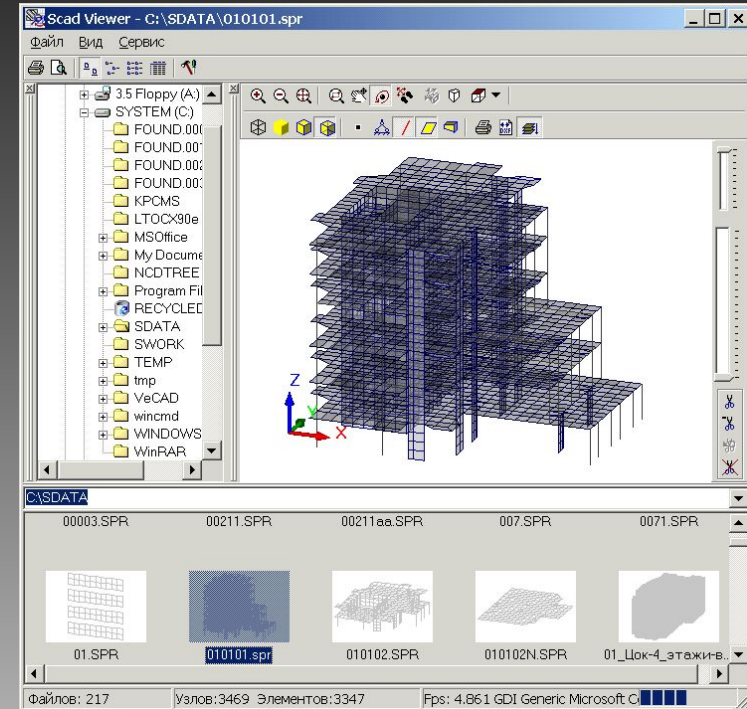 Scad Viewer - C:\SDATA\010101.spr
Файл Вид Сервис
3.5 Floppy (A:)
SYSTEM (C:)
FOUND.000
FOUND.001
FOUND.002
FOUND.003
KPCMS
LTOCX90e
MSOffice
My Docume
NCDTREE
Program Fil
RECYCLED
SDATA
SWORK
TEMP
tmp
VeCAD
wincmd
WINDOWS
WinRAR
Z
Y
X
C:\SDATA
00003.SPR 00211.SPR 00211aa.SPR 007.SPR 0071.SPR
01.SPR 010101.spr 010102.SPR 010102N.SPR 01_Цок-4_этажи-в..
Файлов: 217 Узлов:3469 Элементов:3347 Fps: 4.861 GDI Generic Microsoft C